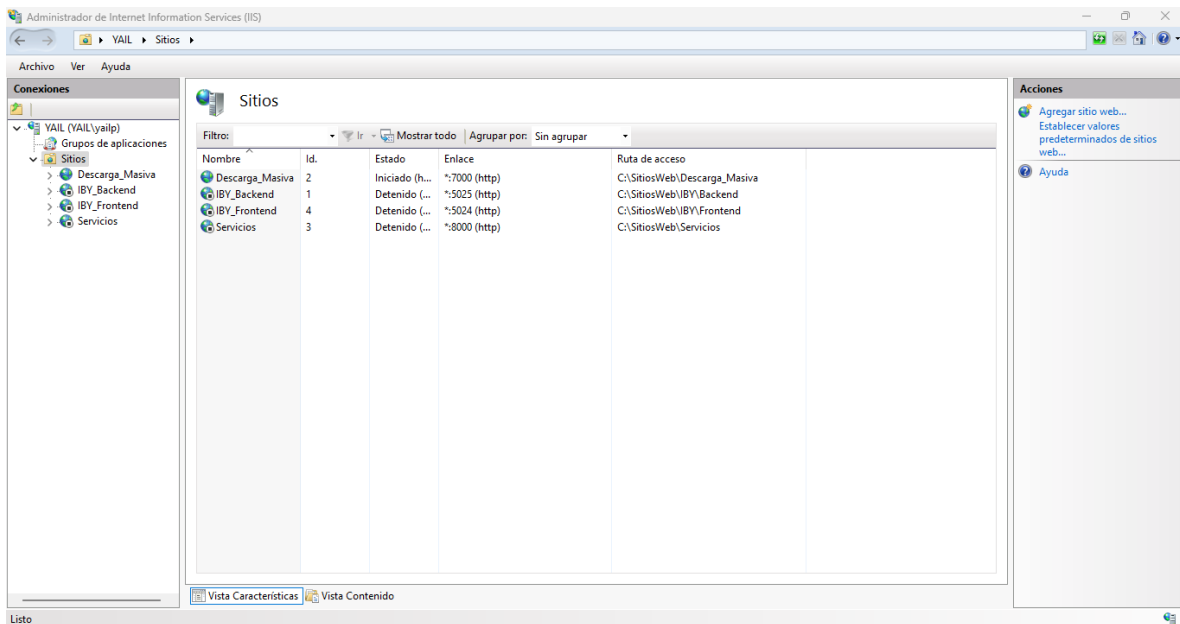 Administrador de Internet Information Services (IIS)
YAIL Sitios
Archivo Ver Ayuda
Conexiones
YAIL (YAIL\yailp)
Grupos de aplicaciones
Sitios
Descarga_Masiva
IBY_Backend
IBY_Frontend
Servicios
Sitios
Filtro: Ir Mostrar todo Agrupar por: Sin agrupar
Nombre Id. Estado Enlace Ruta de acceso
Descarga_Masiva 2 Iniciado (h... *:7000 (http) C:\SitiosWeb\Descarga_Masiva
IBY_Backend 1 Detenido (... *:5025 (http) C:\SitiosWeb\IBY\Backend
IBY_Frontend 4 Detenido (... *:5024 (http) C:\SitiosWeb\IBY\Frontend
Servicios 3 Detenido (... *:8000 (http) C:\SitiosWeb\Servicios
Vista Características Vista Contenido
Acciones
Agregar sitio web...
Establecer valores
predeterminados de sitios
web...
Ayuda
Listo